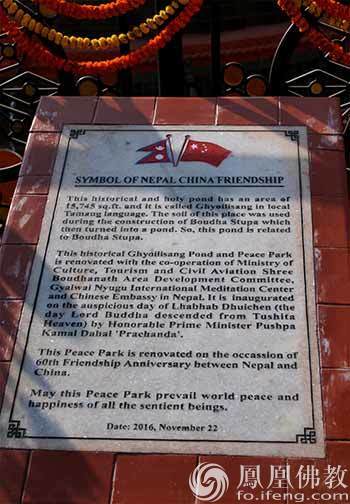 SYMBOL OF NEPAL CHINA FRIENDSHIP
This historical and holy pond has an area of
15,745 sq.ft. and it is called Ghyoilisang in local
Tamang language. The soil of this place was used
during the construction of Boudha Stupa which
then turned into a pond. So, this pond is related
to Boudha Stupa.
This historical Ghyoilisang Pond and Peace Park
is renovated with the co-operation of Ministry of
Culture, Tourism and Civil Aviation Shree
Boudhanath Area Development Committee,
Gyalwai Nyugu International Meditation Center
and Chinese Embassy in Nepal. It is inaugurated
on the auspicious day of Lhabhab Dhuichen (the
day Lord Buddha descended from Tushita
Heaven) by Honorable Prime Minister Pushpa
Kamal Dahal 'Prachanda'.
This Peace Park is renovated on the occassion of
60th Friendship Anniversary between Nepal and
China.
May this Peace Park prevail world peace and
happiness of all the sentient beings.
Date: 2016, November 22
鳳凰佛教
fo.ifeng.com